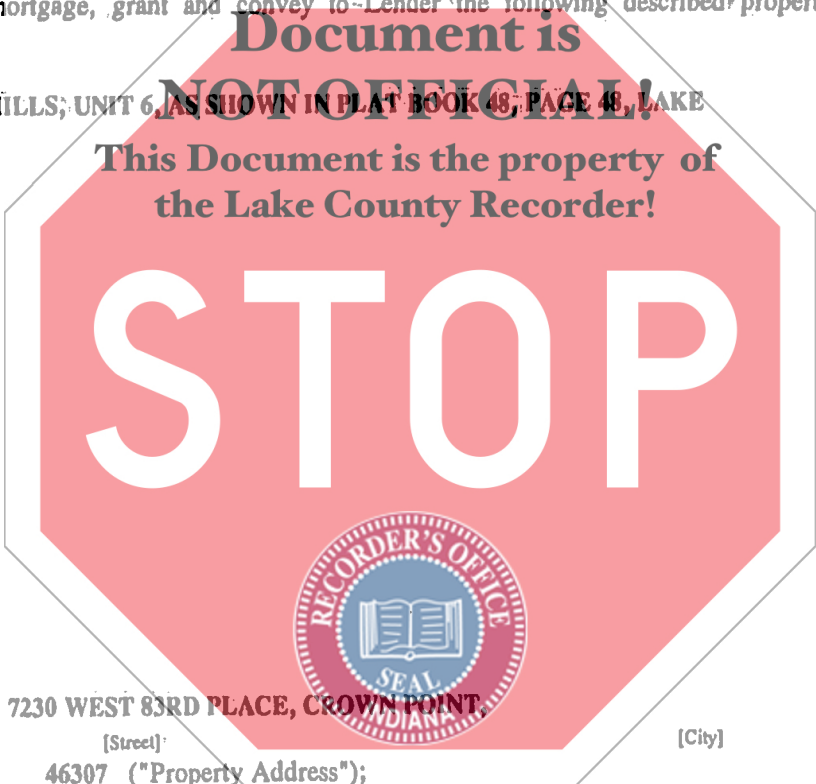 ortgage, grant and convey to Lender the following described propert
Document is
NOT OFFICIAL!
ILLS, UNIT 6, AS SHOWN IN PLAT BOOK 48, PAGE 48, LAKE
This Document is the property of
the Lake County Recorder!
STOP
RECORDER'S OFFICE
SEAL
INDIANA
7230 WEST 83RD PLACE, CROWN POINT,
[Street]
[City]
46307 ("Property Address");